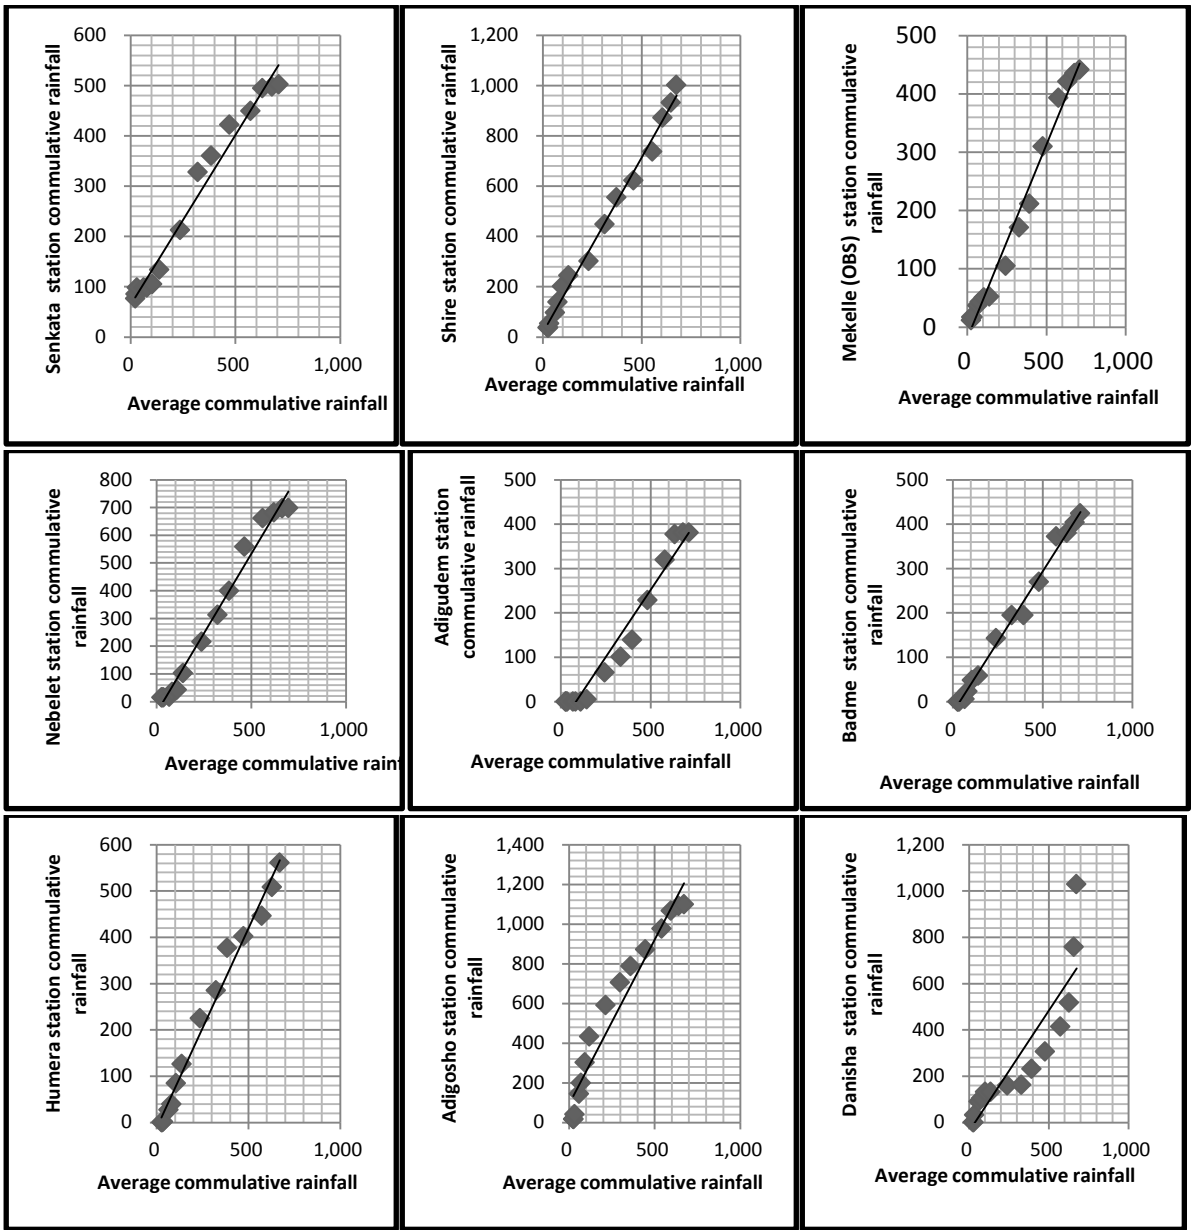 600
500
400
300
200
100
0
Senkata station commulative rainfall
0 500 1,000
Average commulative rainfall
1,200
1,000
800
600
400
200
0
Shire station commulative rainfall
0 500 1,000
Average commulative rainfall
500
400
300
200
100
0
Mekelle (OBS) station commulative
rainfall
0 500 1,000
Average commulative rainfall
800
700
600
500
400
300
200
100
0
Nebelet station commulative
rainfall
0 500 1,000
Average commulative rainf
500
400
300
200
100
0
Adigudem station
commulative rainfall
0 500 1,000
Average commulative rainfall
500
400
300
200
100
0
Badme station commulative
rainfall
0 500 1,000
Average commulative rainfall
600
500
400
300
200
100
0
Humera station commulative
rainfall
0 500 1,000
Average commulative rainfall
1,400
1,200
1,000
800
600
400
200
0
Adigosho station commulative
rainfall
0 500 1,000
Average commulative rainfall
1,200
1,000
800
600
400
200
0
Danisha station commulative
rainfall
0 500 1,000
Average commulative rainfall